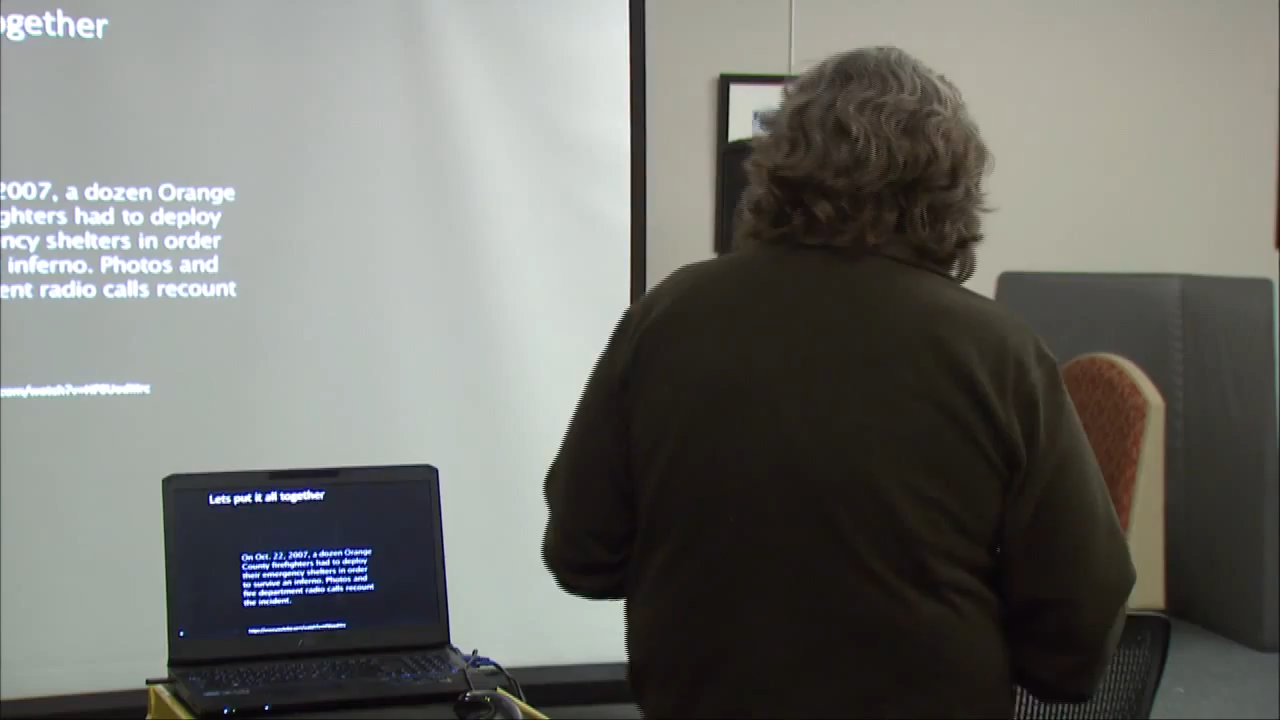 ogether
2007, a dozen Orange
ghters had to deploy
ncy shelters in order
inferno. Photos and
ent radio calls recount
Lets put it all together
On Oct. 22, 2007, a dozen Orange
County firefighters had to deploy
their emergency shelters in order
to survive an inferno. Photos and
fire department radio calls recount
the incident.